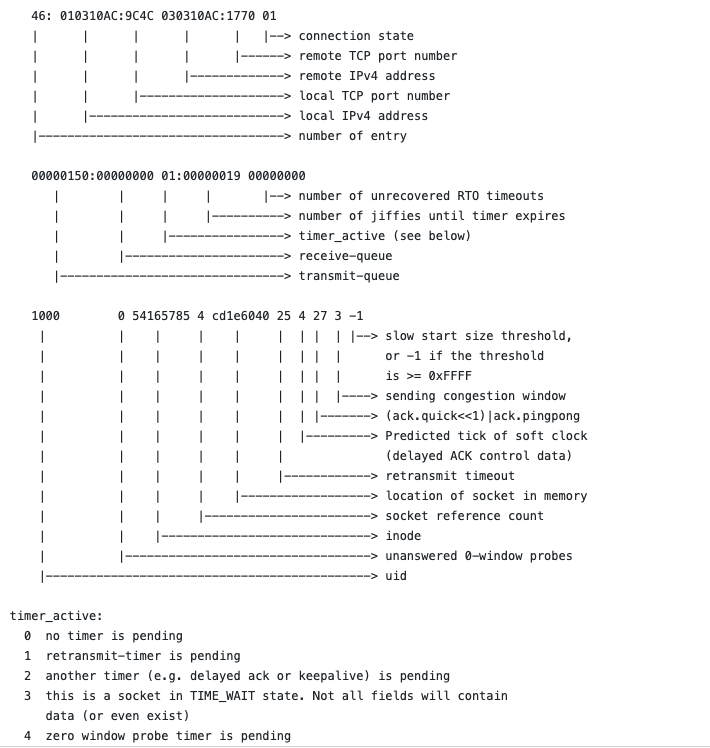 46: 010310AC:9C4C 030310AC:1770 01
|      |      |      |      |   |--> connection state
|      |      |      |      |------> remote TCP port number
|      |      |      |-------------> remote IPv4 address
|      |      |--------------------> local TCP port number
|      |---------------------------> local IPv4 address
|----------------------------------> number of entry
00000150:00000000 01:00000019 00000000
|        |     |     |       |--> number of unrecovered RTO timeouts
|        |     |     |----------> number of jiffies until timer expires
|        |     |----------------> timer_active (see below)
|        |----------------------> receive-queue
|-------------------------------> transmit-queue
1000        0 54165785 4 cd1e6040 25 4 27 3 -1
|          |    |     |    |     |  | |  | |--> slow start size threshold,
|          |    |     |    |     |  | |  |      or -1 if the threshold
|          |    |     |    |     |  | |  |      is >= 0xFFFF
|          |    |     |    |     |  | |  |----> sending congestion window
|          |    |     |    |     |  | |-------> (ack.quick<<1)|ack.pingpong
|          |    |     |    |     |  |---------> Predicted tick of soft clock
|          |    |     |    |     |              (delayed ACK control data)
|          |    |     |    |     |------------> retransmit timeout
|          |    |     |    |------------------> location of socket in memory
|          |    |     |-----------------------> socket reference count
|          |    |-----------------------------> inode
|          |----------------------------------> unanswered 0-window probes
|---------------------------------------------> uid
timer_active:
0  no timer is pending
1  retransmit-timer is pending
2  another timer (e.g. delayed ack or keepalive) is pending
3  this is a socket in TIME_WAIT state. Not all fields will contain
data (or even exist)
4  zero window probe timer is pending